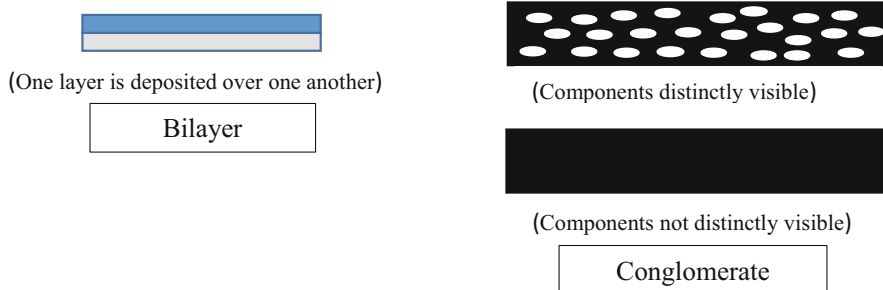 (One layer is deposited over one another)
Bilayer
(Components distinctly visible)
(Components not distinctly visible)
Conglomerate